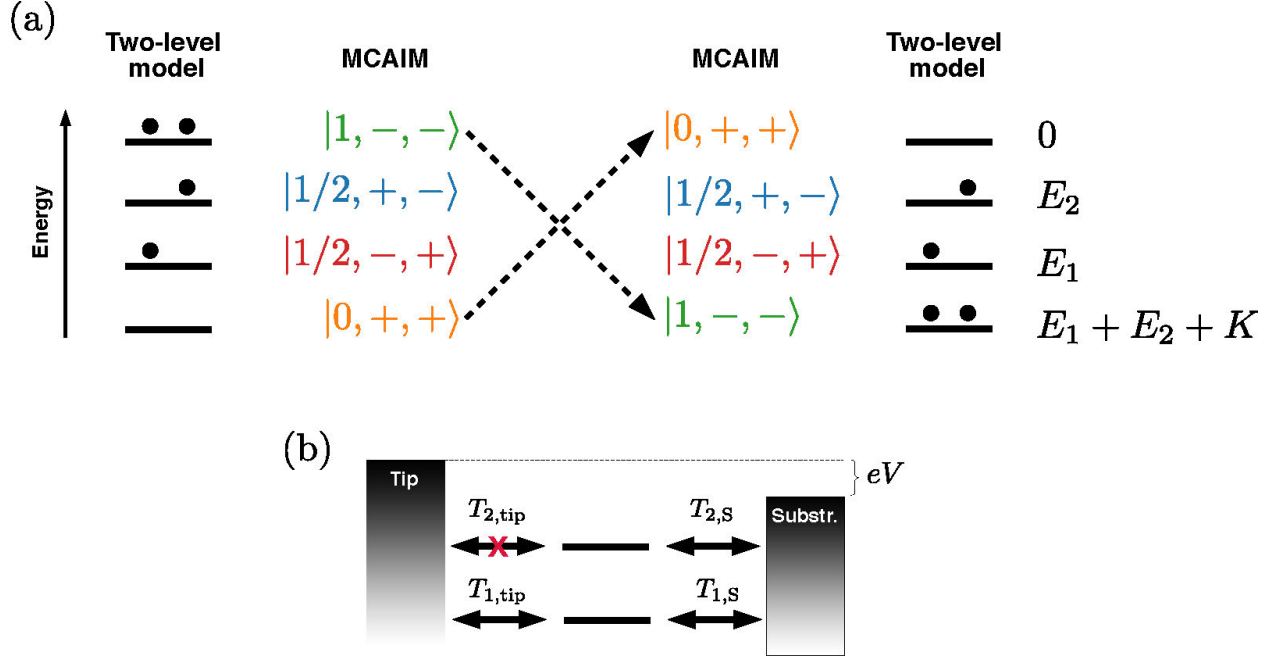 (a)
Two-level model
MCAIM
MCAIM
Two-level model
Energy
|1, −, −⟩
|0, +, +⟩
0
|1/2, +, −⟩
|1/2, +, −⟩
E₂
|1/2, −, +⟩
|1/2, −, +⟩
E₁
|0, +, +⟩
|1, −, −⟩
E₁ + E₂ + K
(b)
Tip
eV
T₂,tip
T₂,S
Substr.
X
T₁,tip
T₁,S